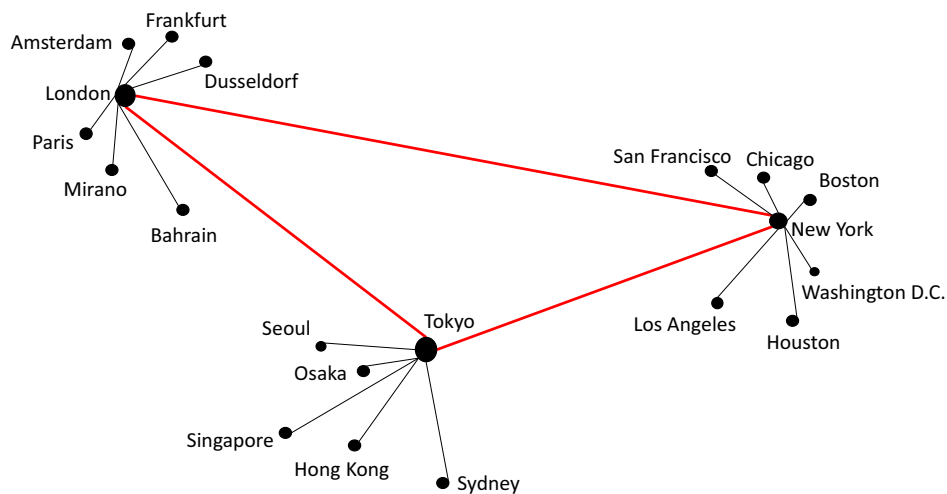 Frankfurt
Amsterdam
Dusseldorf
London
Paris
Mirano
Bahrain
San Francisco
Chicago
Boston
New York
Washington D.C.
Los Angeles
Houston
Tokyo
Seoul
Osaka
Singapore
Hong Kong
Sydney